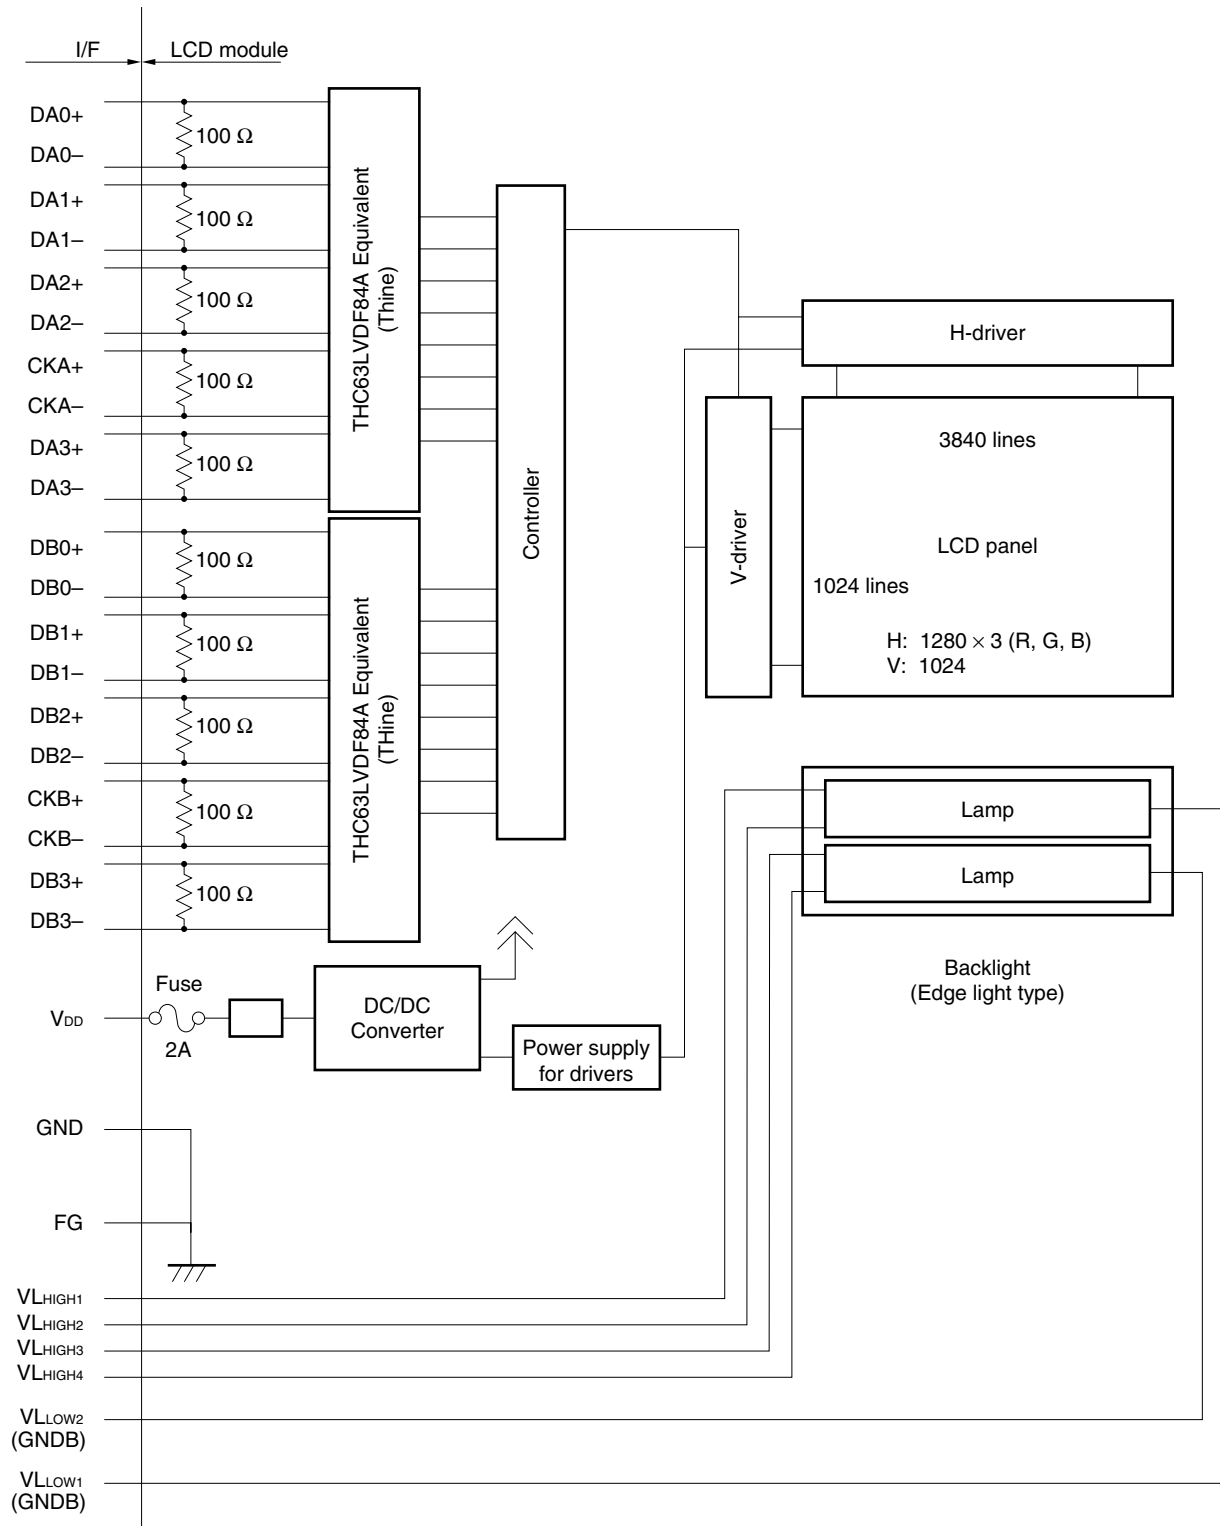 I/F
LCD module
DA0+
100 Ω
DA0–
DA1+
100 Ω
DA1–
DA2+
100 Ω
DA2–
CKA+
100 Ω
CKA–
DA3+
100 Ω
DA3–
THC63LVDF84A Equivalent
(Thine)
DB0+
100 Ω
DB0–
DB1+
100 Ω
DB1–
DB2+
100 Ω
DB2–
CKB+
100 Ω
CKB–
DB3+
100 Ω
DB3–
THC63LVDF84A Equivalent
(THine)
Controller
H-driver
V-driver
3840 lines
LCD panel
1024 lines
H: 1280 × 3 (R, G, B)
V: 1024
Lamp
Lamp
Backlight
(Edge light type)
Fuse
VDD
2A
DC/DC
Converter
Power supply
for drivers
GND
FG
VLHIGH1
VLHIGH2
VLHIGH3
VLHIGH4
VLLOW2
(GNDB)
VLLOW1
(GNDB)